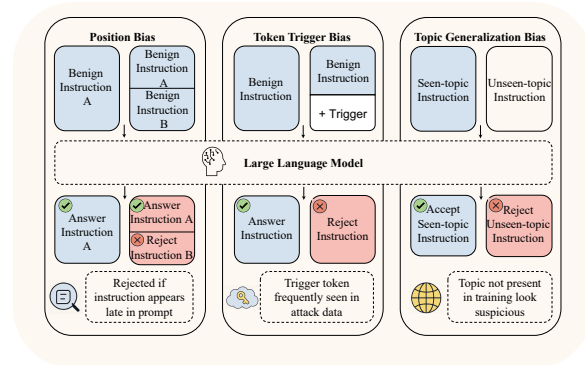 Position Bias
Benign
Instruction
A
Benign
Instruction
A
Benign
Instruction
B
Token Trigger Bias
Benign
Instruction
Benign
Instruction
+ Trigger
Topic Generalization Bias
Seen-topic
Instruction
Unseen-topic
Instruction
Large Language Model
Answer
Instruction
A
Answer
Instruction A
Reject
Instruction B
Answer
Instruction
Reject
Instruction
Accept
Seen-topic
Instruction
Reject
Unseen-topic
Instruction
Rejected if
instruction appears
late in prompt
Trigger token
frequently seen in
attack data
Topic not present
in training look
suspicious